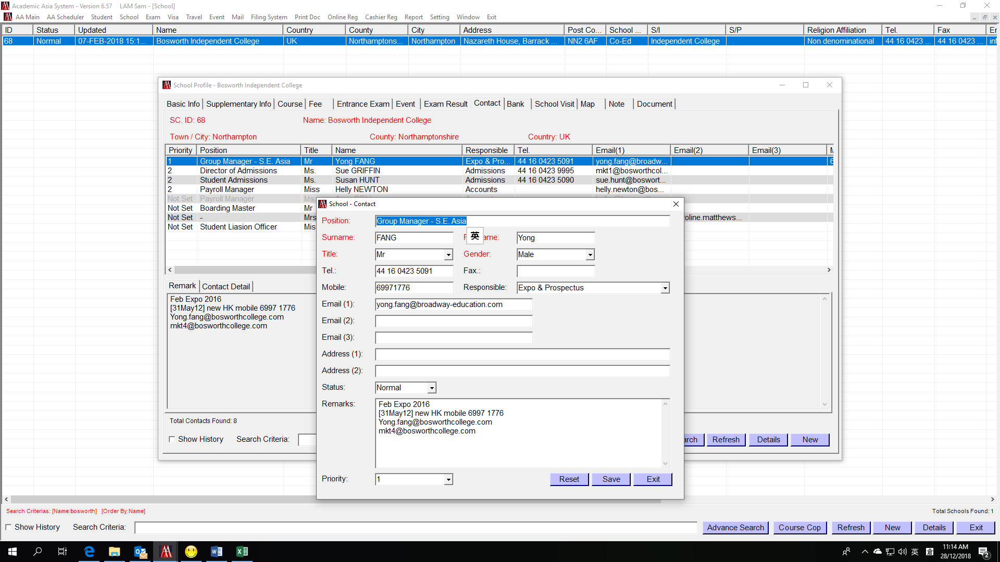 Academic Asia System - Version 6.57 LAM Sam - [School]
AA Main AA Scheduler Student School Exam Visa Travel Event Mail Filing System Print Doc Online Reg Cashier Reg Report Setting Window Exit
ID Status Updated Name Country County City Address Post Co... School ... S/I S/P Religion Affiliation Tel. Fax
68 Normal 07-FEB-2018 15:1... Bosworth Independent College UK Northamptons... Northampton Nazareth House, Barrack ... NN2 6AF Co-Ed Independent College Non denominational 44 16 0423 ... 44 16 0423 ...
School Profile - Bosworth Independent College
Basic Info Supplementary Info Course Fee Entrance Exam Event Exam Result Contact Bank School Visit Map Note Document
SC. ID: 68 Name: Bosworth Independent College
Town / City: Northampton County: Northamptonshire Country: UK
Priority Position Title Name Responsible Tel. Email(1) Email(2) Email(3)
1 Group Manager - S.E. Asia Mr Yong FANG Expo & Pro... 44 16 0423 5091 yong.fang@broadw...
2 Director of Admissions Ms. Sue GRIFFIN Admissions 44 16 0423 9995 mkt1@bosworthcol...
2 Student Admissions Ms. Susan HUNT Admissions 44 16 0423 5090 sue.hunt@boswort...
2 Payroll Manager Miss Helly NEWTON Accounts helly.newton@bos...
Not Set Payroll Manager Ms.
Not Set Boarding Master Mr
Not Set - Mrs roline.matthews...
Not Set Student Liasion Officer Mis
School - Contact
Position: Group Manager - S.E. Asia
Surname: FANG ame: Yong
英
Title: Mr Gender: Male
Tel.: 44 16 0423 5091 Fax.:
Mobile: 69971776 Responsible: Expo & Prospectus
Email (1): yong.fang@broadway-education.com
Email (2):
Email (3):
Address (1):
Address (2):
Status: Normal
Remarks: Feb Expo 2016
[31May12] new HK mobile 6997 1776
Yong.fang@bosworthcollege.com
mkt4@bosworthcollege.com
Priority: 1 Reset Save Exit
Remark Contact Detail
Feb Expo 2016
[31May12] new HK mobile 6997 1776
Yong.fang@bosworthcollege.com
mkt4@bosworthcollege.com
Total Contacts Found: 8
Show History Search Criteria: arch Refresh Details New
Search Criterias: [Name:bosworth] [Order By:Name] Total Schools Found: 1
Show History Search Criteria: Advance Search Course Cop Refresh New Details Exit
英 倉 11:14 AM
28/12/2018
2